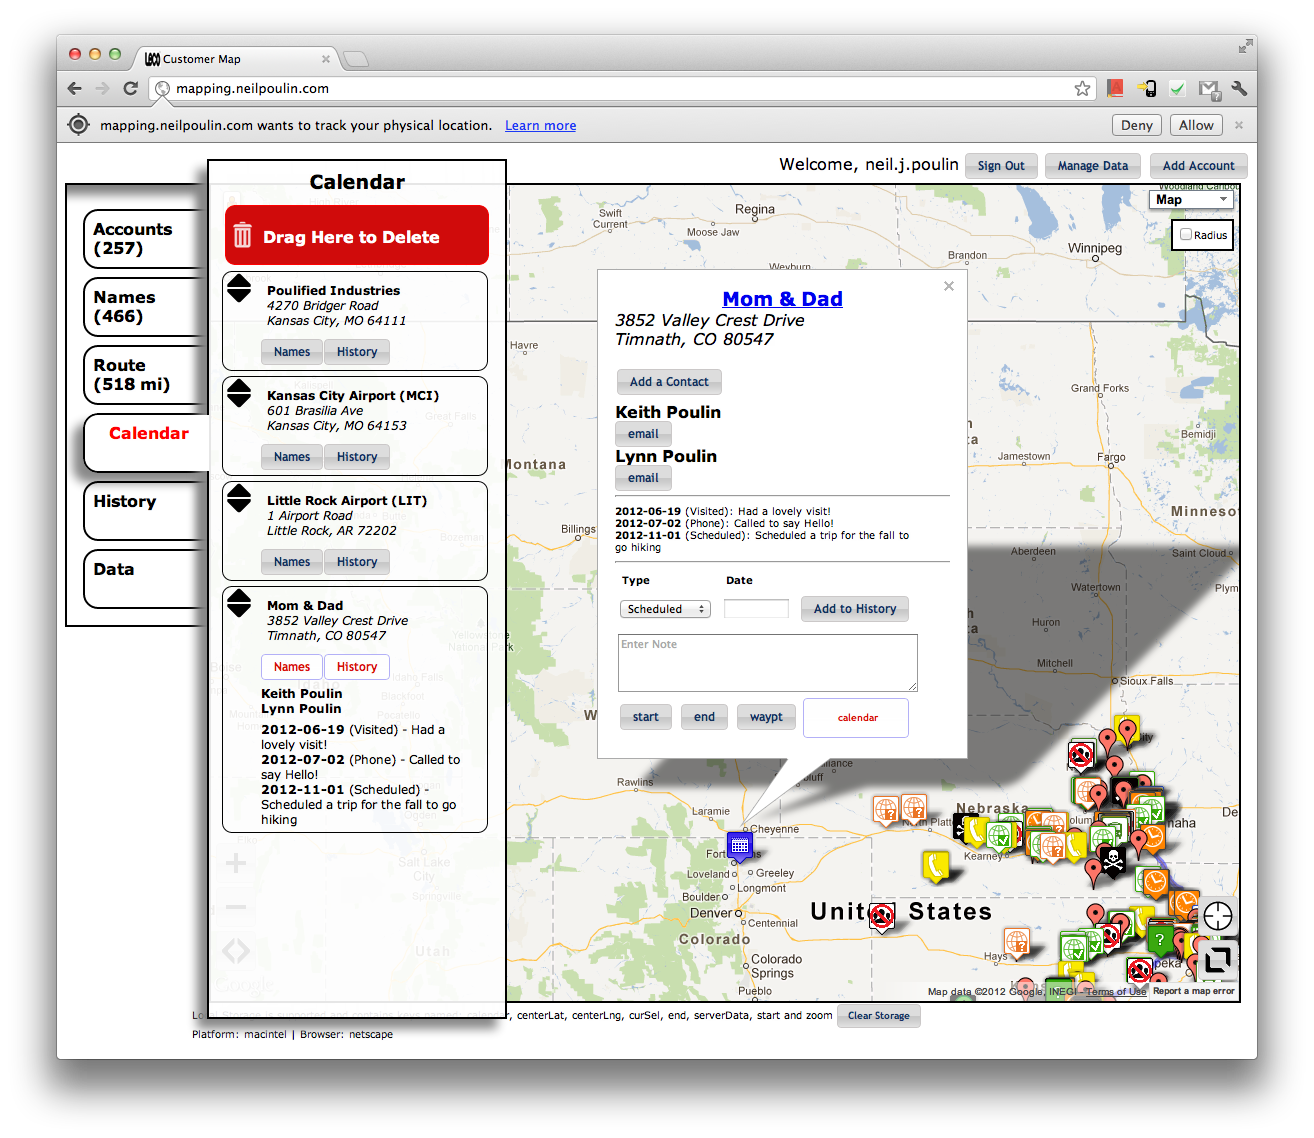 LACO Customer Map
mapping.neilpoulin.com
mapping.neilpoulin.com wants to track your physical location. Learn more
Deny
Allow
Welcome, neil.j.poulin
Sign Out
Manage Data
Add Account
Accounts
(257)
Names
(466)
Route
(518 mi)
Calendar
History
Data
Calendar
Drag Here to Delete
Poulified Industries
4270 Bridger Road
Kansas City, MO 64111
Names
History
Kansas City Airport (MCI)
601 Brasilia Ave
Kansas City, MO 64153
Names
History
Little Rock Airport (LIT)
1 Airport Road
Little Rock, AR 72202
Names
History
Mom & Dad
3852 Valley Crest Drive
Timnath, CO 80547
Names
History
Keith Poulin
Lynn Poulin
2012-06-19 (Visited) - Had a
lovely visit!
2012-07-02 (Phone) - Called to
say Hello!
2012-11-01 (Scheduled) -
Scheduled a trip for the fall to go
hiking
Salt Lake
City
Utah
Google
Mom & Dad
3852 Valley Crest Drive
Timnath, CO 80547
Add a Contact
Keith Poulin
email
Lynn Poulin
email
2012-06-19 (Visited): Had a lovely visit!
2012-07-02 (Phone): Called to say Hello!
2012-11-01 (Scheduled): Scheduled a trip for the fall to
go hiking
Type
Date
Scheduled
Add to History
Enter Note
start
end
waypt
calendar
Map
Radius
Swift
Current
Regina
Moose Jaw
Weyburn
Brandon
Winnipeg
Woodland Caribou
Havre
Great Falls
Montana
Billings
Bozeman
Grand Forks
Bemidji
Jamestown
Fargo
Minnesot
Aberdeen
Saint Cloud
Watertown
Plym
Huron
Mitchell
Sioux Falls
Idaho Falls
Pocatello
Rawlins
Laramie
Cheyenne
Loveland
Greeley
Longmont
Boulder
Denver
Centennial
Colorado
Colorado
Springs
Pueblo
Nebraska
Kearney
United States
Hays
Map data ©2012 Google, INEGI - Terms of Use
Report a map error
, centerLat, centerLng, curSel, end, serverData, start and zoom
Clear Storage
Platform: macintel | Browser: netscape